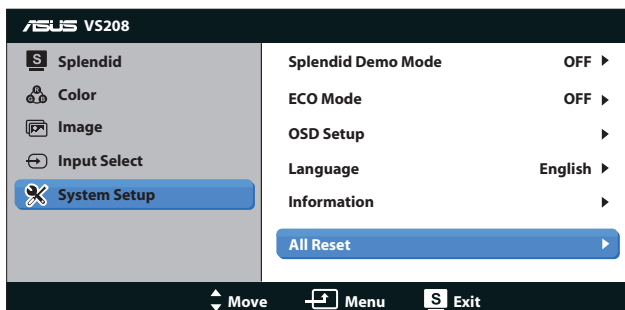 ASUS VS208
S Splendid
Color
Image
Input Select
System Setup
Splendid Demo Mode OFF
ECO Mode OFF
OSD Setup
Language English
Information
All Reset
Move Menu S Exit